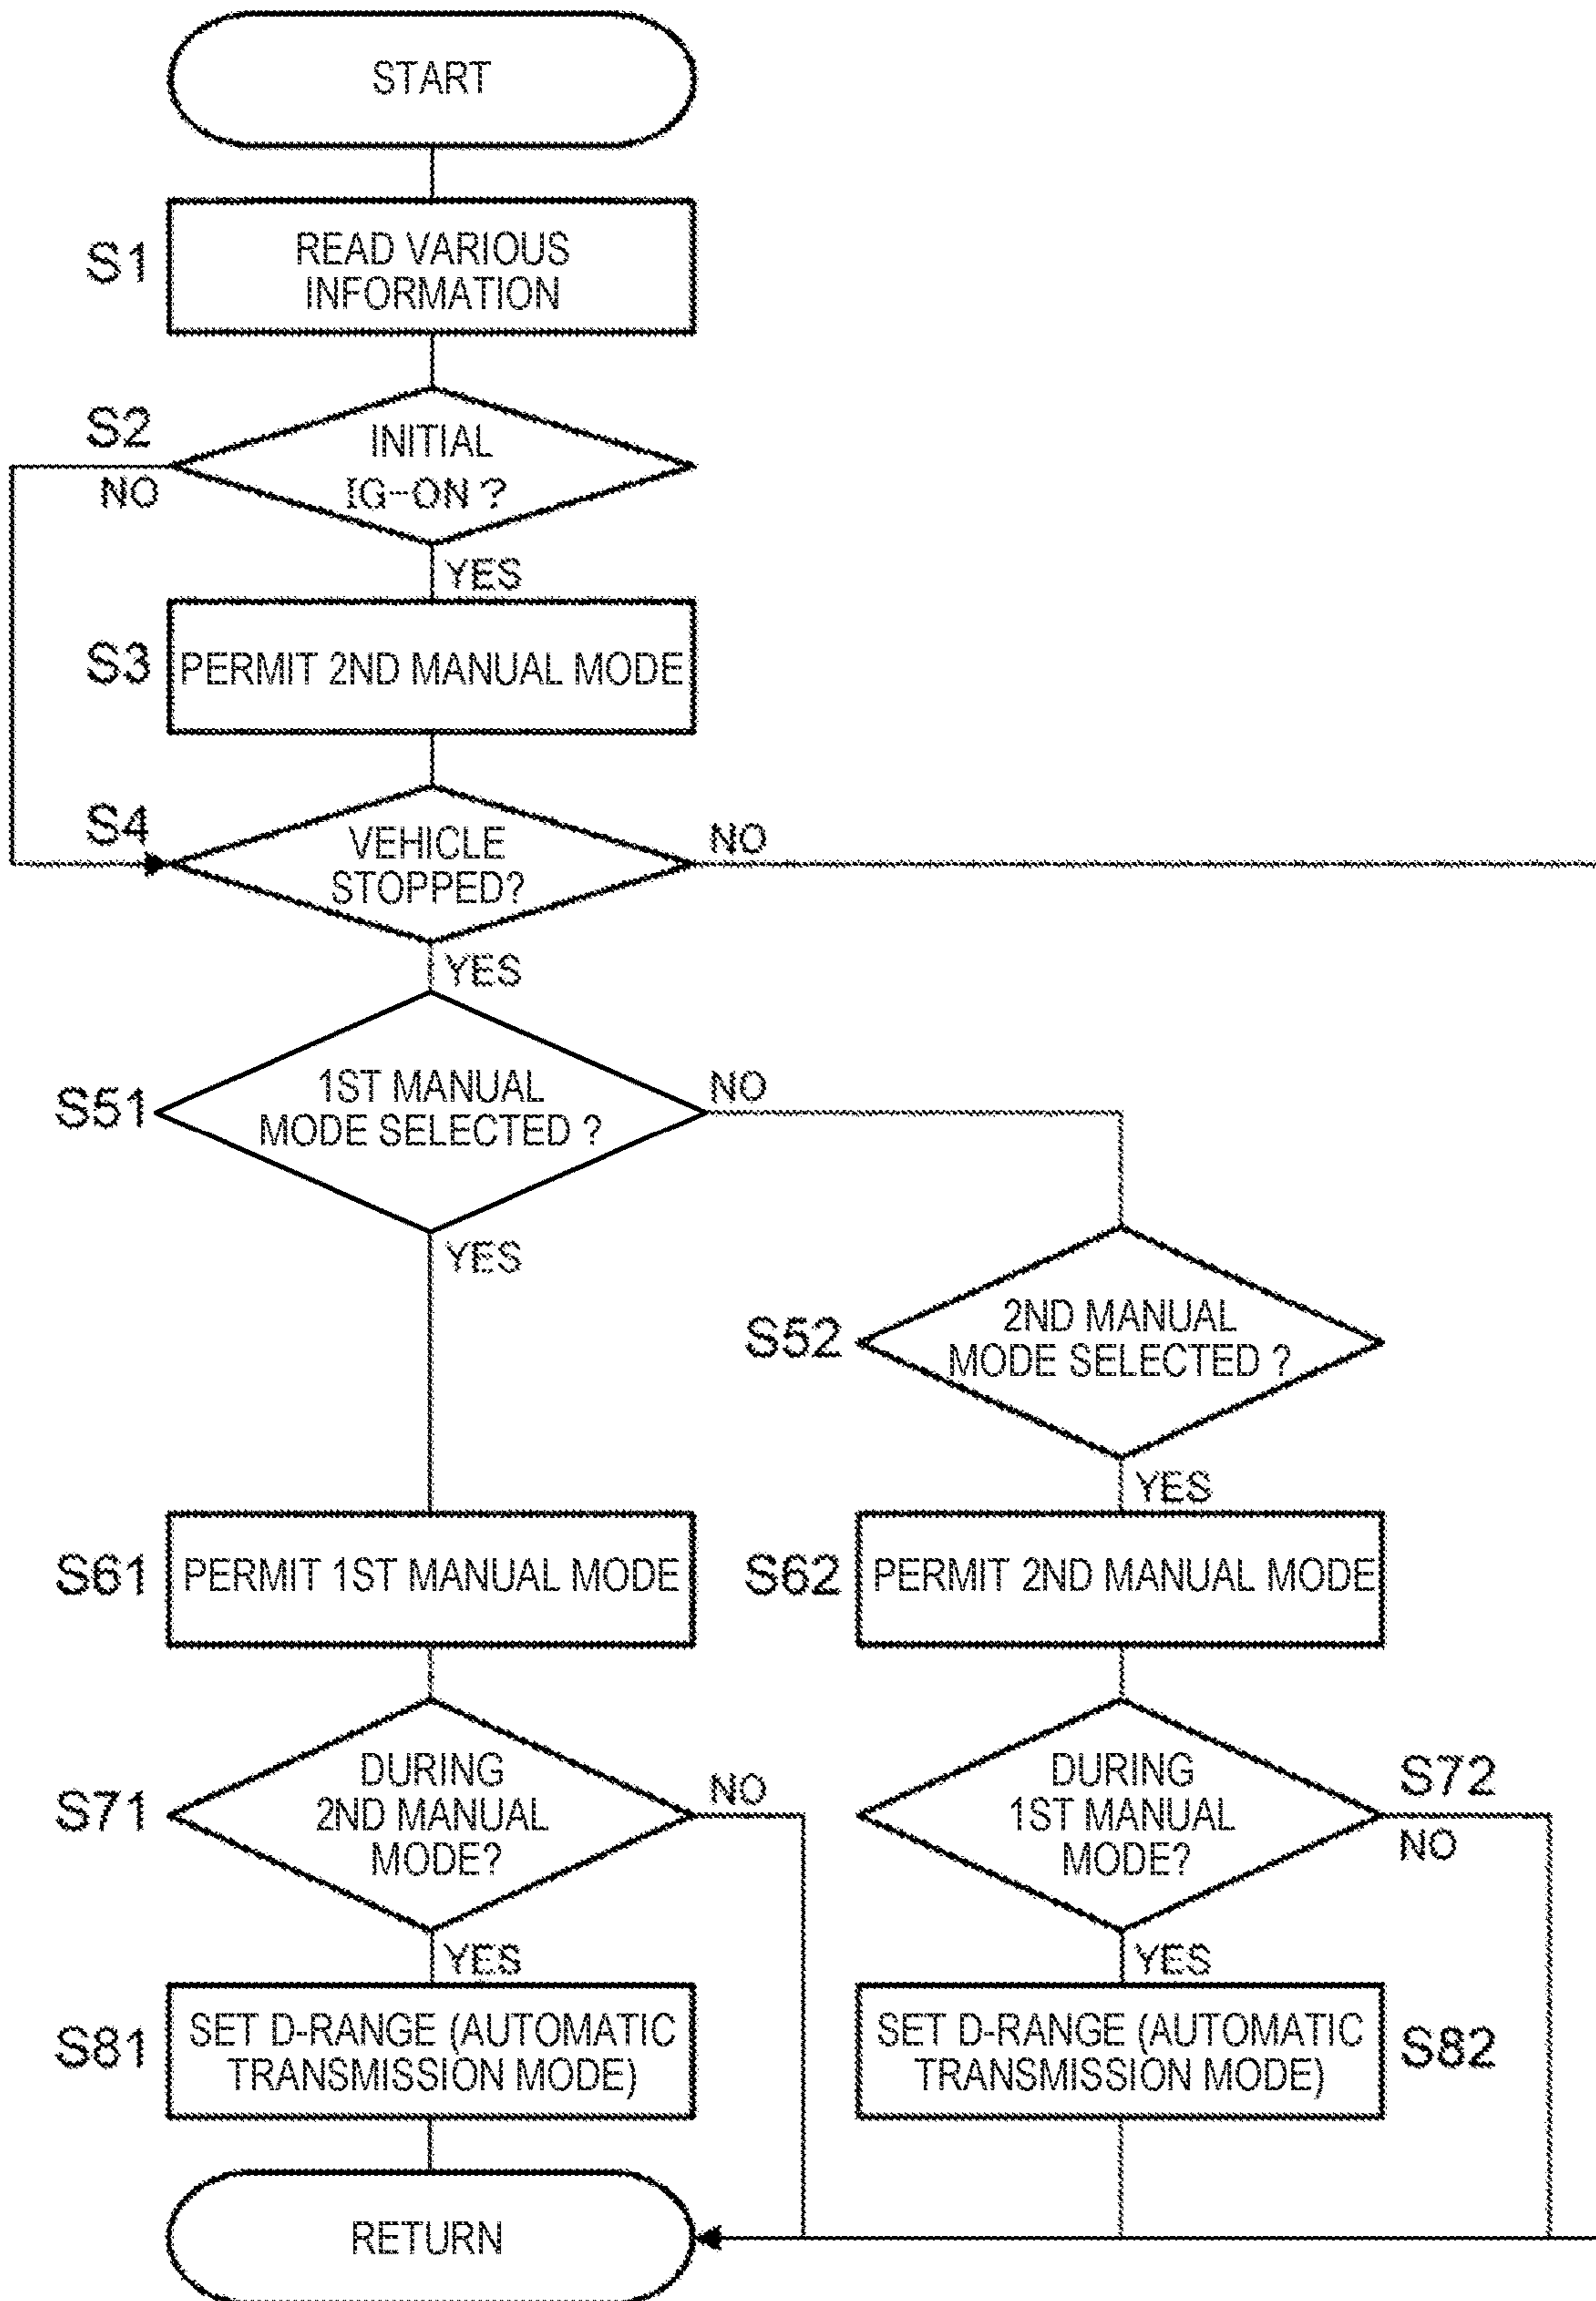 START
S1
READ VARIOUS
INFORMATION
S2
NO
INITIAL
IG-ON ?
YES
S3
PERMIT 2ND MANUAL MODE
S4
VEHICLE
STOPPED?
NO
YES
S51
1ST MANUAL
MODE SELECTED ?
NO
YES
S52
2ND MANUAL
MODE SELECTED ?
YES
S61
PERMIT 1ST MANUAL MODE
S62
PERMIT 2ND MANUAL MODE
S71
DURING
2ND MANUAL
MODE?
NO
YES
DURING
1ST MANUAL
MODE?
S72
NO
YES
S81
SET D-RANGE (AUTOMATIC
TRANSMISSION MODE)
SET D-RANGE (AUTOMATIC
TRANSMISSION MODE)
S82
RETURN